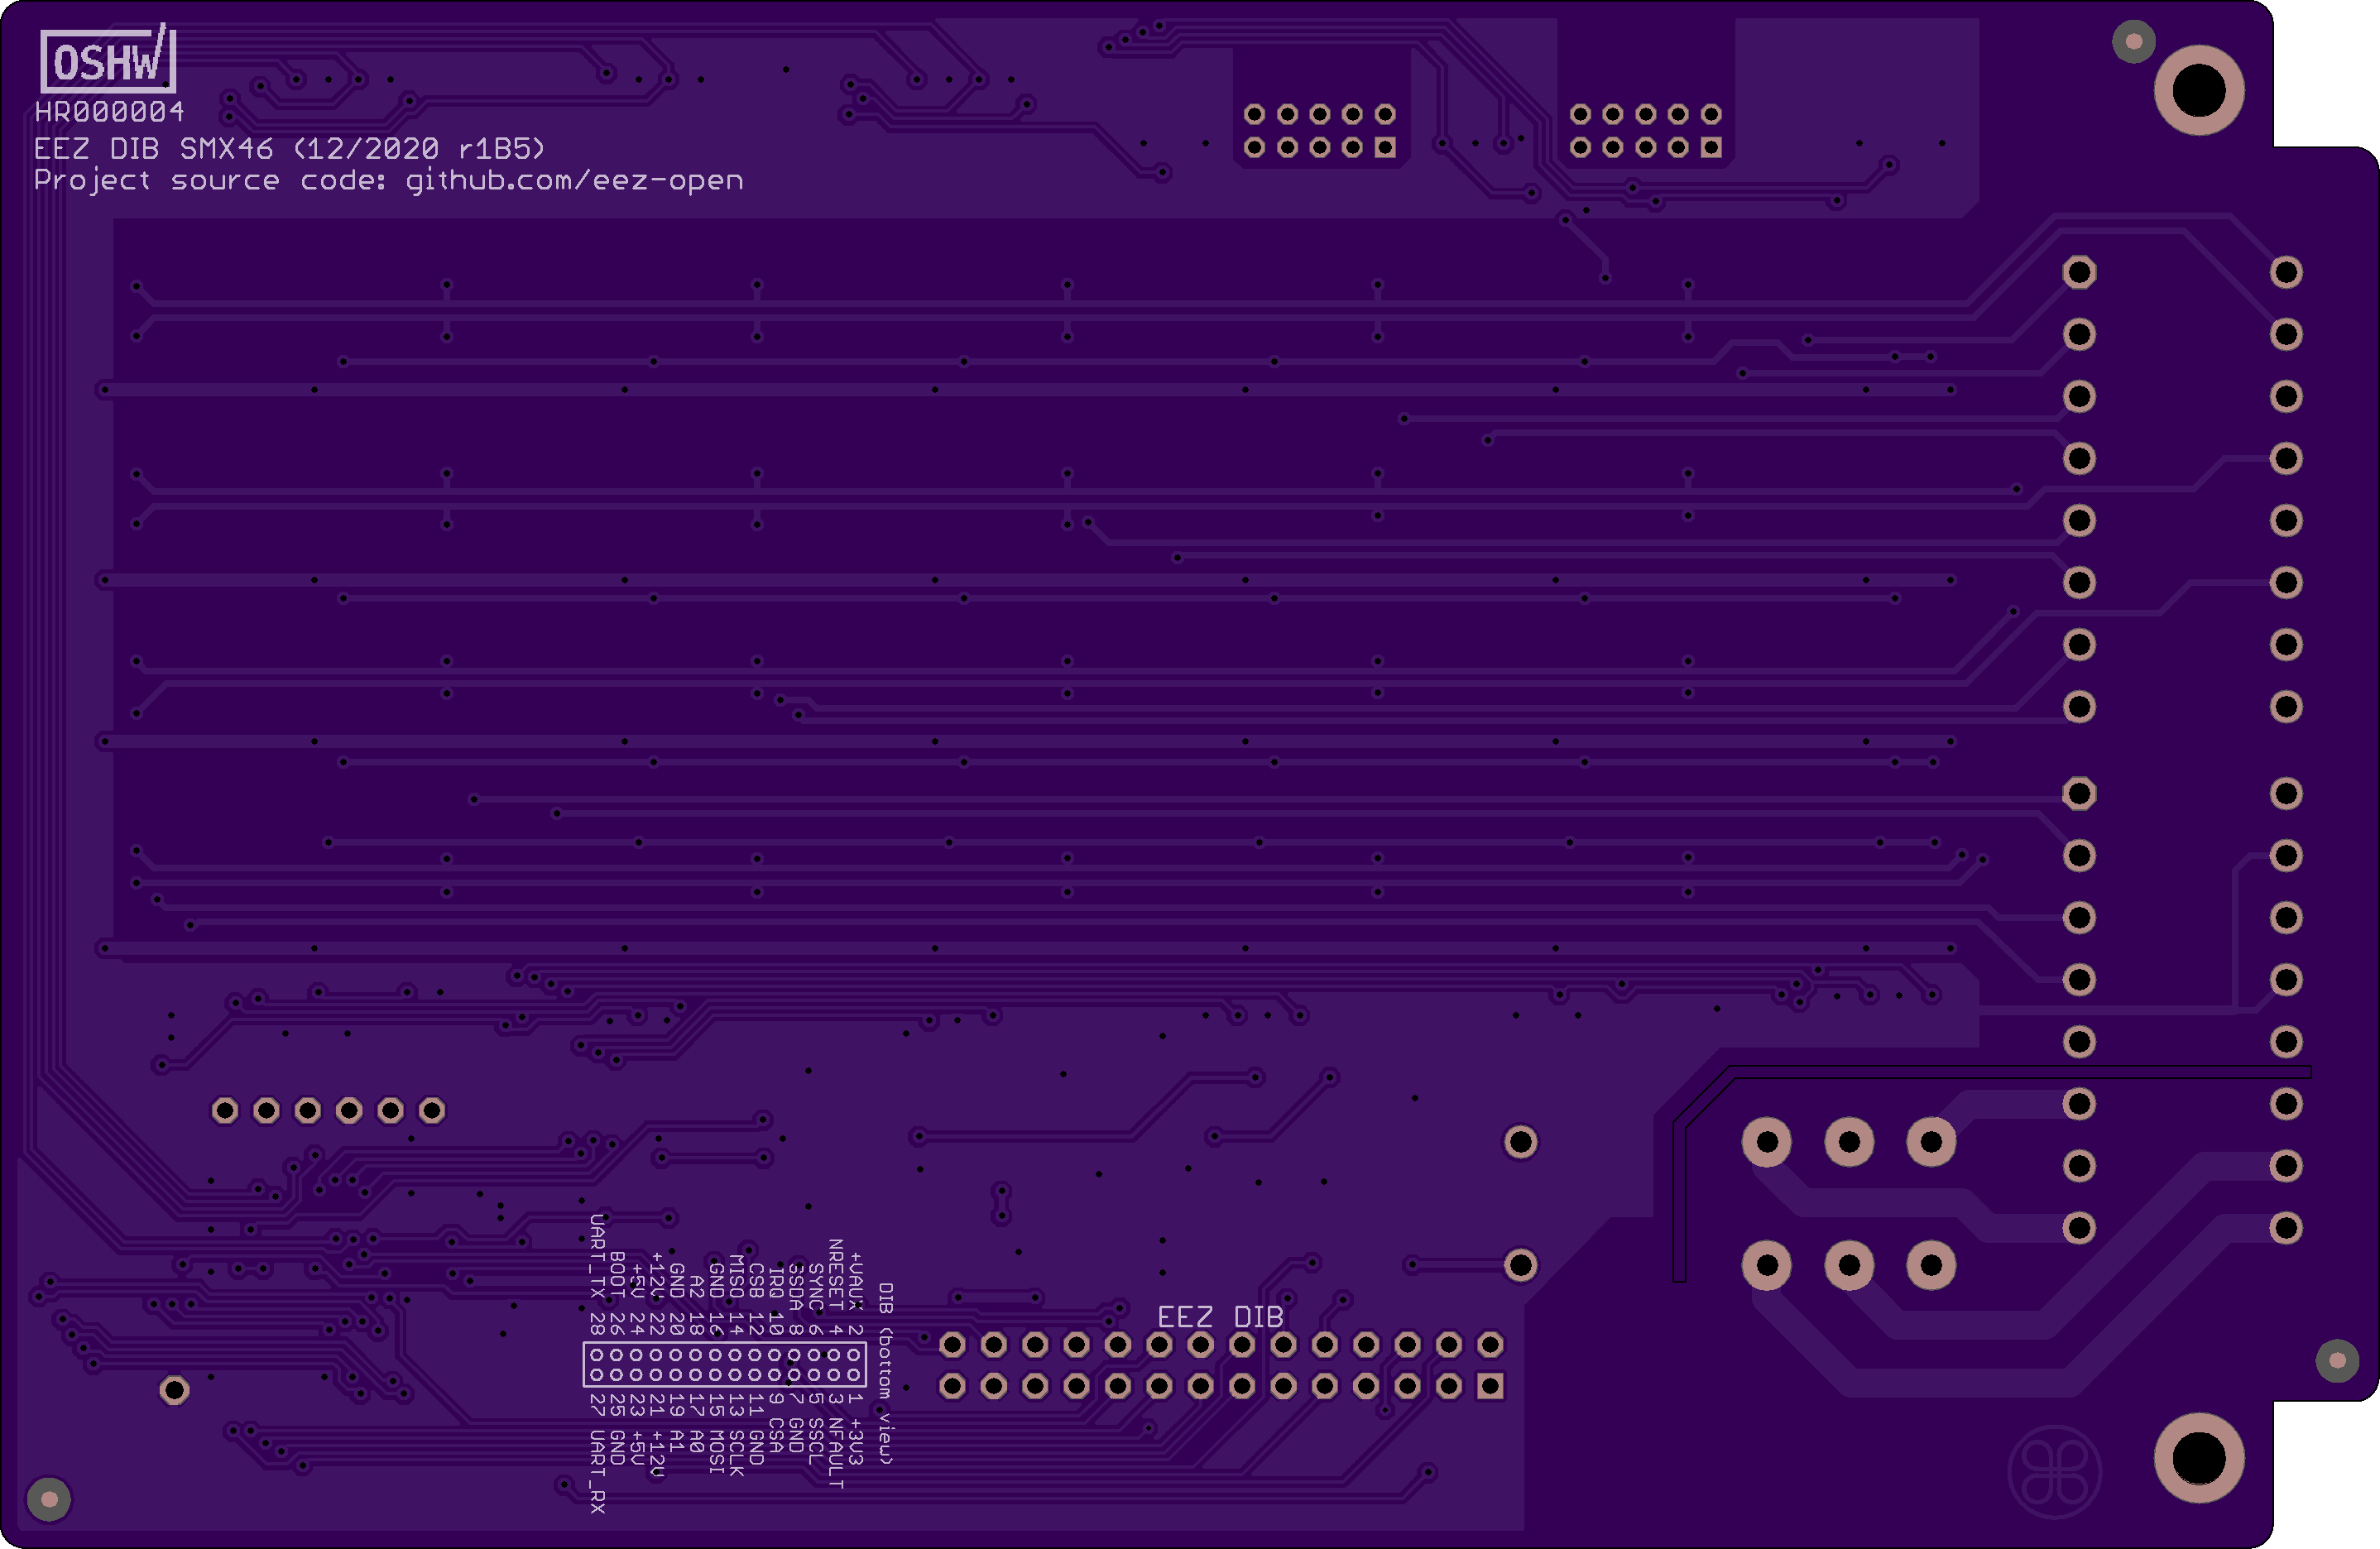 OSHW
HR000004
EEZ DIB SMX46 (12/2020 r1B5)
Project source code: github.com/eez-open
EEZ DIB
DIB (bottom view)
+VAUX 2
NRESET 4
SYNC 6
SSDA 8
IRQ 10
CSB 12
MISO 14
GND 16
A2 18
GND 20
+12V 22
+5V 24
BOOT 26
UART_TX 28
1 +3V3
3 NFAULT
5 SSCL
7 GND
9 CSA
11 GND
13 SCLK
15 MOSI
17 A0
19 A1
21 +12V
23 +5V
25 GND
27 UART_RX